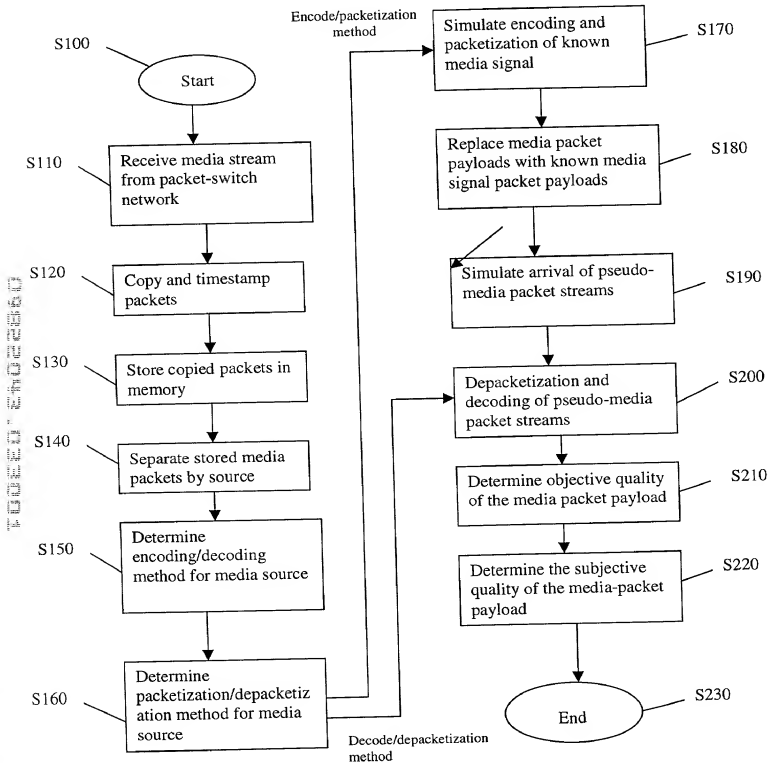 S100
Start
S110
Receive media stream
from packet-switch
network
S120
Copy and timestamp
packets
S130
Store copied packets in
memory
S140
Separate stored media
packets by source
S150
Determine
encoding/decoding
method for media source
S160
Determine
packetization/depacketiz
ation method for media
source
Encode/packetization
method
Decode/depacketization
method
Simulate encoding and
packetization of known
media signal
S170
Replace media packet
payloads with known media
signal packet payloads
S180
Simulate arrival of pseudo-
media packet streams
S190
Depacketization and
decoding of pseudo-media
packet streams
S200
Determine objective quality
of the media packet payload
S210
Determine the subjective
quality of the media-packet
payload
S220
End
S230